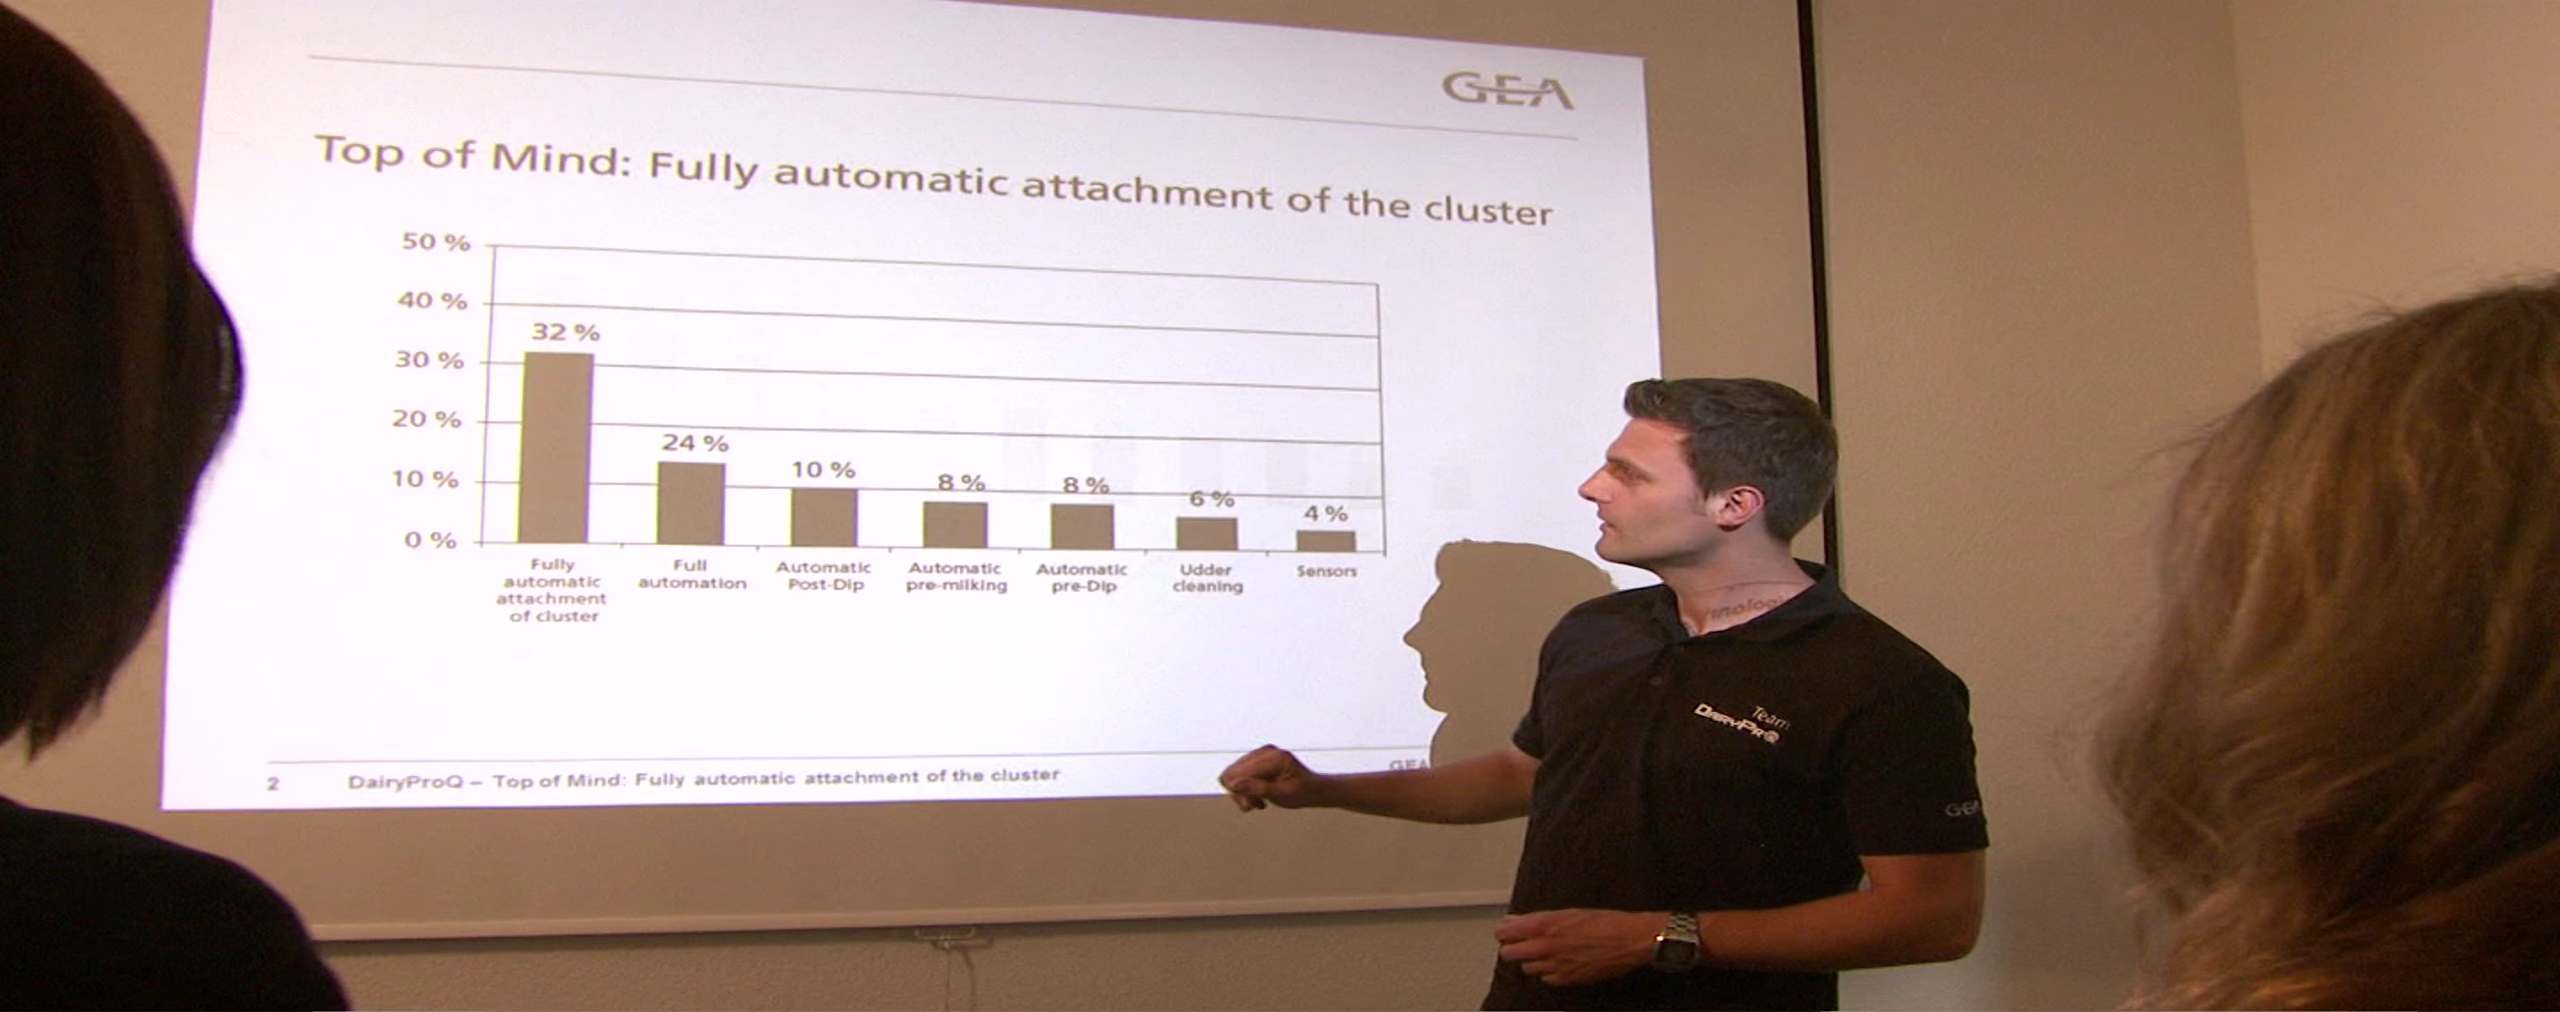 GEA
Top of Mind: Fully automatic attachment of the cluster
50 %
40 %
30 %
20 %
10 %
0 %
32 %
24 %
10 %
8 %
8 %
6 %
4 %
Fully
automatic
attachment
of cluster
Full
automation
Automatic
Post-Dip
Automatic
pre-milking
Automatic
pre-Dip
Udder
cleaning
Sensors
2 DairyProQ – Top of Mind: Fully automatic attachment of the cluster
GEA
Team
DairyProQ
GEA